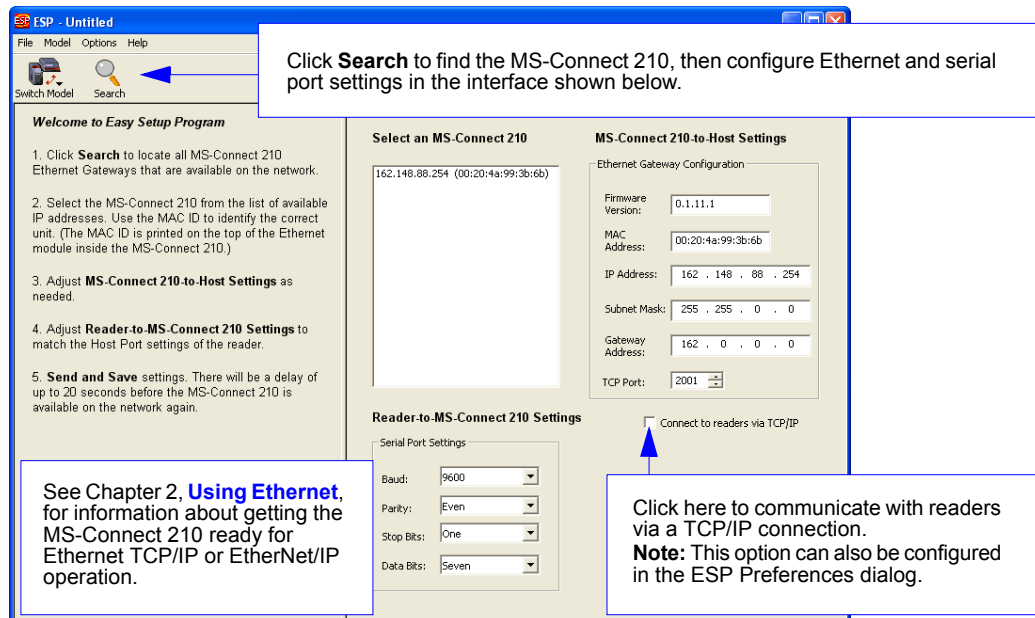 ESP - Untitled
File Model Options Help
Switch Model Search
Click Search to find the MS-Connect 210, then configure Ethernet and serial
port settings in the interface shown below.
Welcome to Easy Setup Program
1. Click Search to locate all MS-Connect 210
Ethernet Gateways that are available on the network.
2. Select the MS-Connect 210 from the list of available
IP addresses. Use the MAC ID to identify the correct
unit. (The MAC ID is printed on the top of the Ethernet
module inside the MS-Connect 210.)
3. Adjust MS-Connect 210-to-Host Settings as
needed.
4. Adjust Reader-to-MS-Connect 210 Settings to
match the Host Port settings of the reader.
5. Send and Save settings. There will be a delay of
up to 20 seconds before the MS-Connect 210 is
available on the network again.
See Chapter 2, Using Ethernet,
for information about getting the
MS-Connect 210 ready for
Ethernet TCP/IP or EtherNet/IP
operation.
Select an MS-Connect 210
162.148.88.254 (00:20:4a:99:3b:6b)
Reader-to-MS-Connect 210 Settings
Serial Port Settings
Baud: 9600
Parity: Even
Stop Bits: One
Data Bits: Seven
MS-Connect 210-to-Host Settings
Ethernet Gateway Configuration
Firmware
Version: 0.1.11.1
MAC
Address: 00:20:4a:99:3b:6b
IP Address: 162 . 148 . 88 . 254
Subnet Mask: 255 . 255 . 0 . 0
Gateway
Address: 162 . 0 . 0 . 0
TCP Port: 2001
Connect to readers via TCP/IP
Click here to communicate with readers
via a TCP/IP connection.
Note: This option can also be configured
in the ESP Preferences dialog.